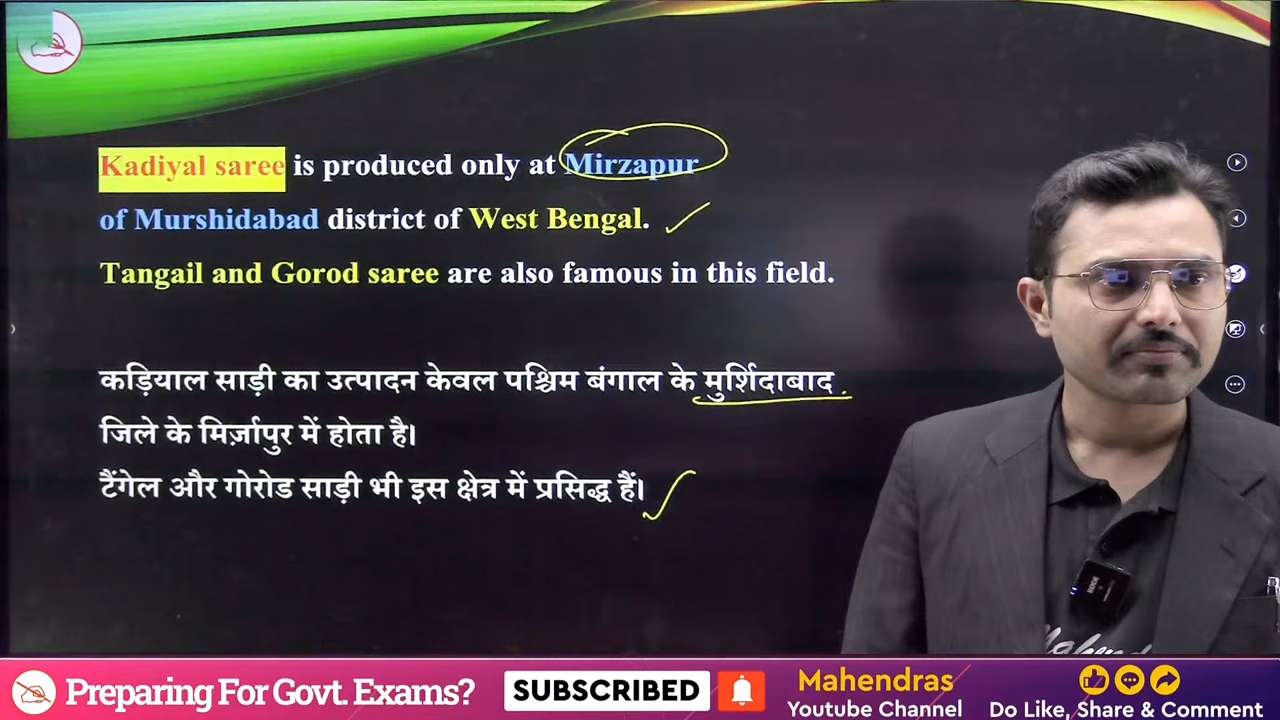 Kadiyal saree is produced only at Mirzapur
of Murshidabad district of West Bengal.
Tangail and Gorod saree are also famous in this field.
कड़ियाल साड़ी का उत्पादन केवल पश्चिम बंगाल के मुर्शिदाबाद
जिले के मिर्ज़ापुर में होता है।
टैंगेल और गोरोड साड़ी भी इस क्षेत्र में प्रसिद्ध हैं।
RODE
Preparing For Govt. Exams?
SUBSCRIBED
Mahendras
Youtube Channel
Do Like, Share & Comment